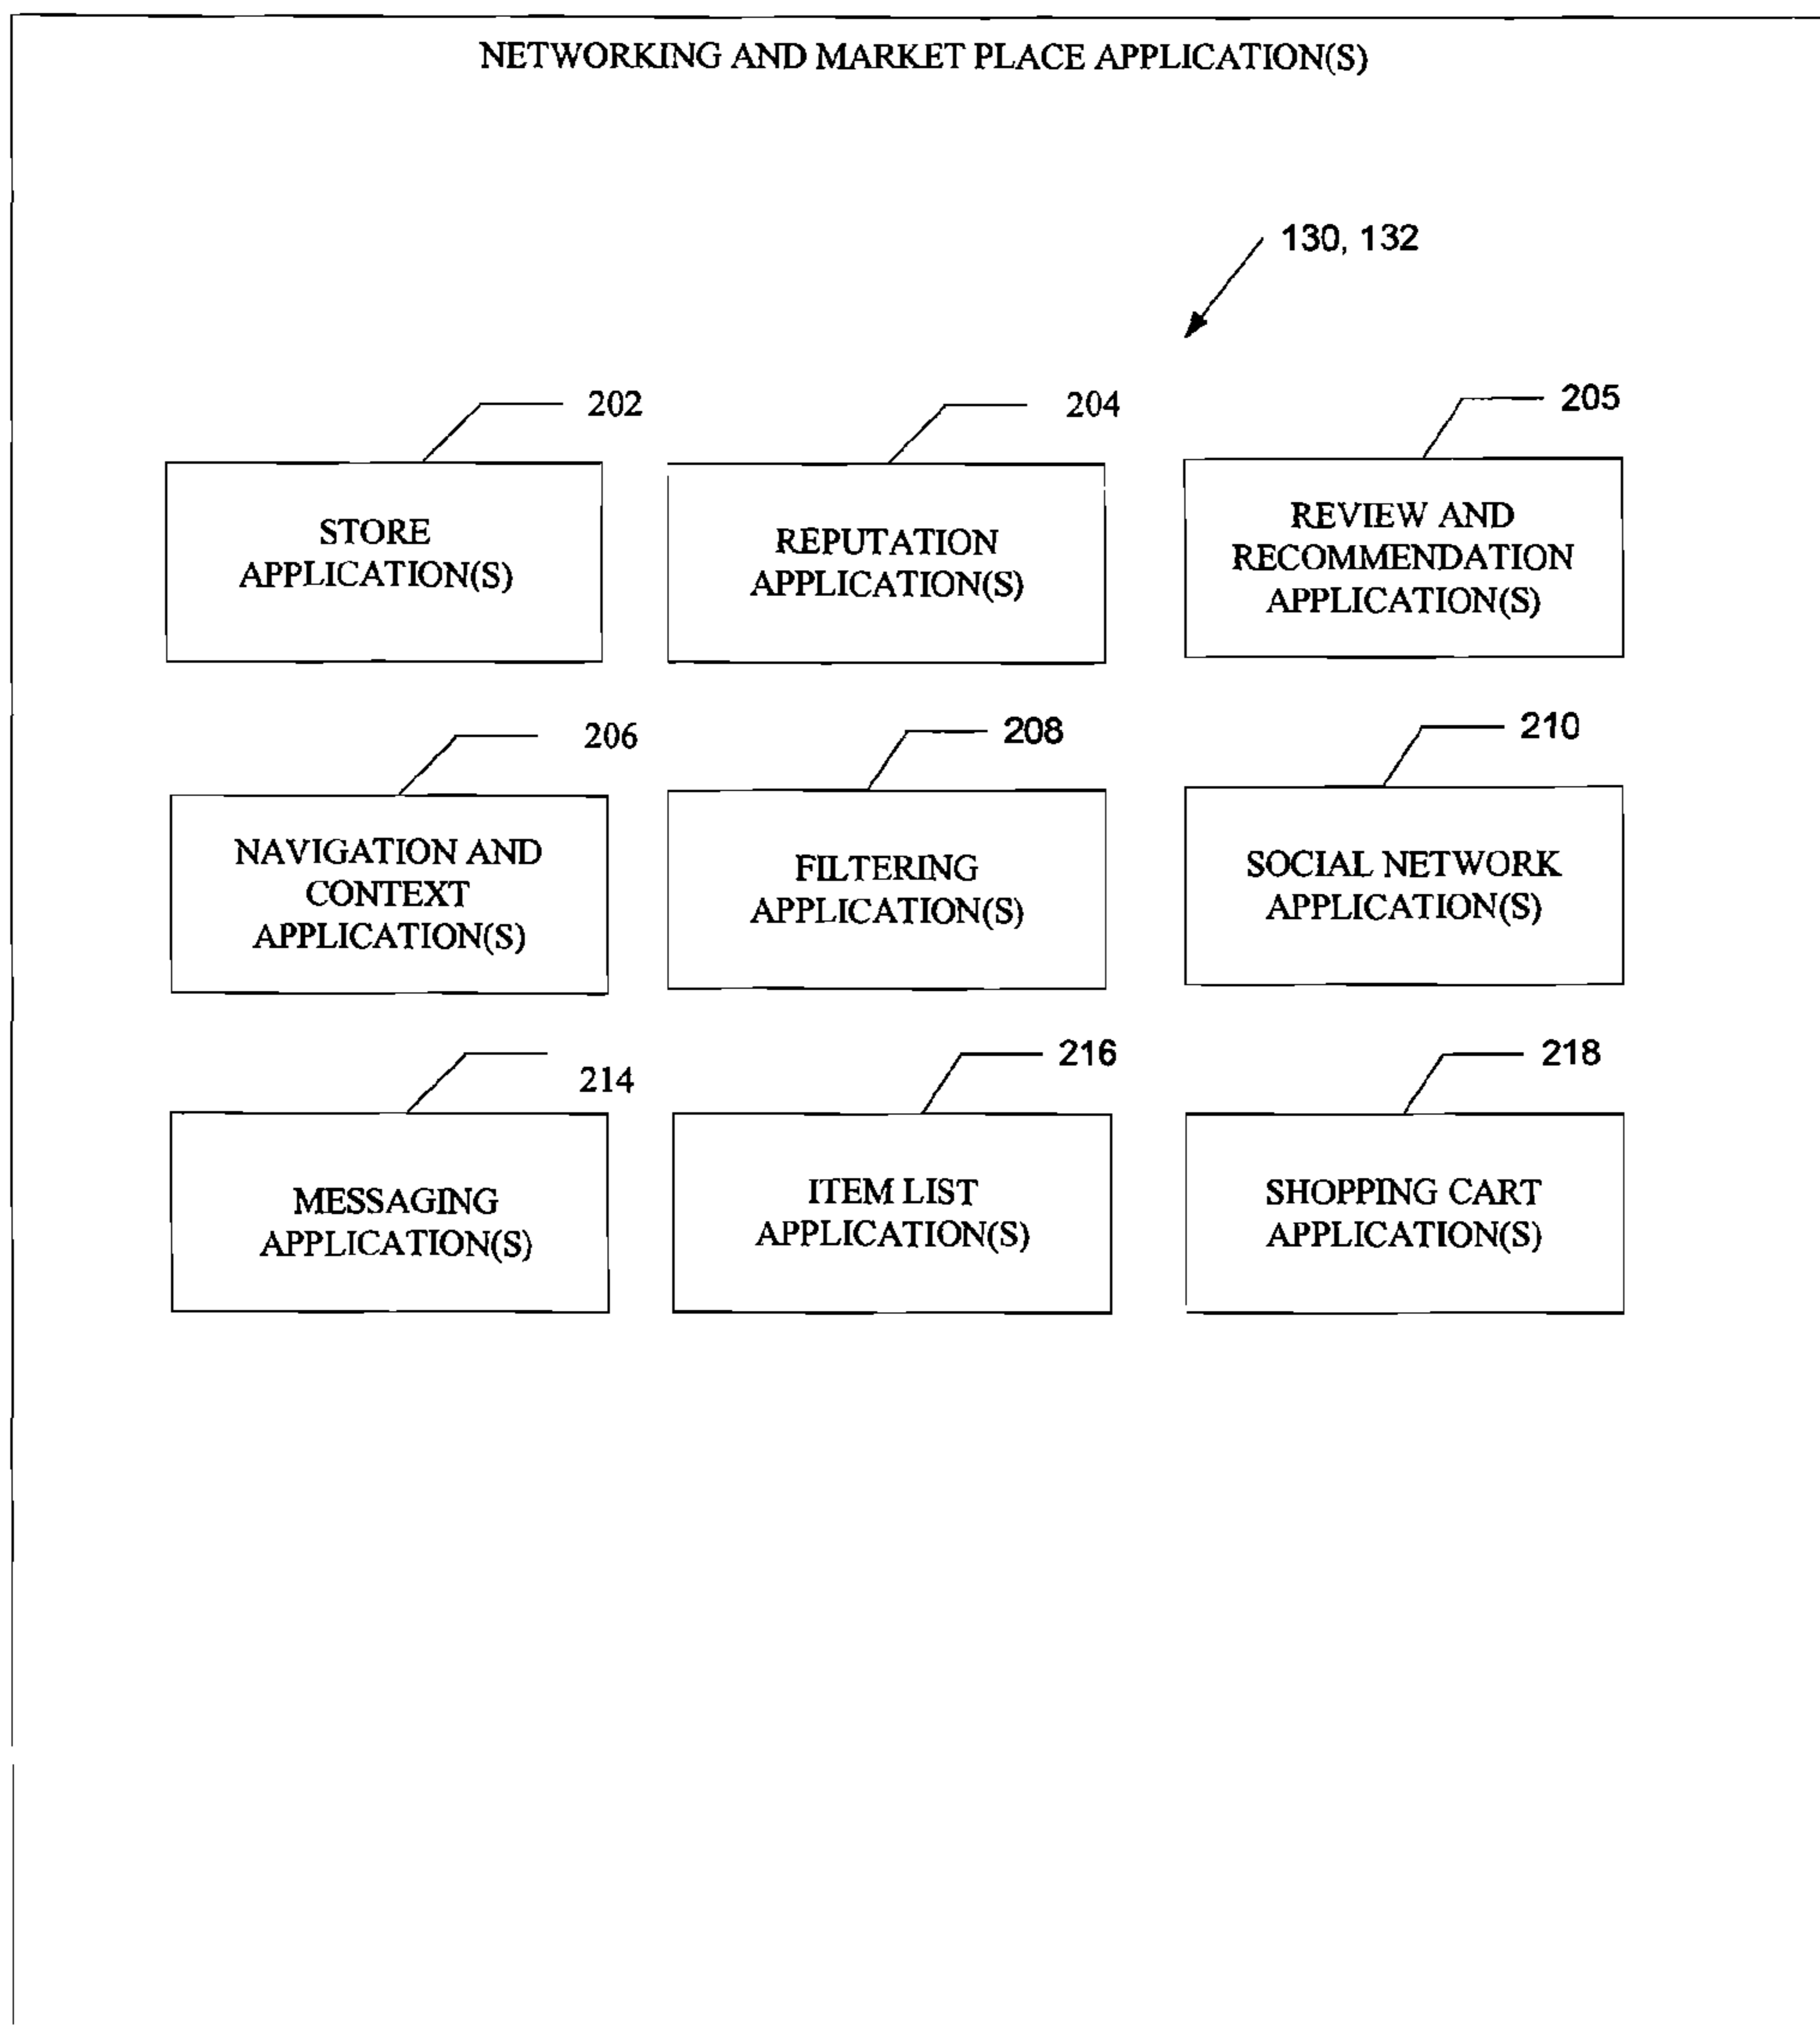 NETWORKING AND MARKET PLACE APPLICATION(S)
130, 132
202
204
205
STORE
APPLICATION(S)
REPUTATION
APPLICATION(S)
REVIEW AND
RECOMMENDATION
APPLICATION(S)
206
208
210
NAVIGATION AND
CONTEXT
APPLICATION(S)
FILTERING
APPLICATION(S)
SOCIAL NETWORK
APPLICATION(S)
214
216
218
MESSAGING
APPLICATION(S)
ITEM LIST
APPLICATION(S)
SHOPPING CART
APPLICATION(S)